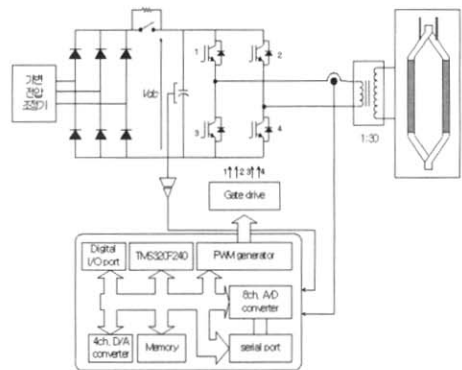 가변
전압
조절기
Vdc
1
2
3
4
1:30
1 2 3 4
Gate drive
Digital
I/O port
TMS320F240
PWM generator
8ch. A/D
converter
4ch. D/A
converter
Memory
serial port